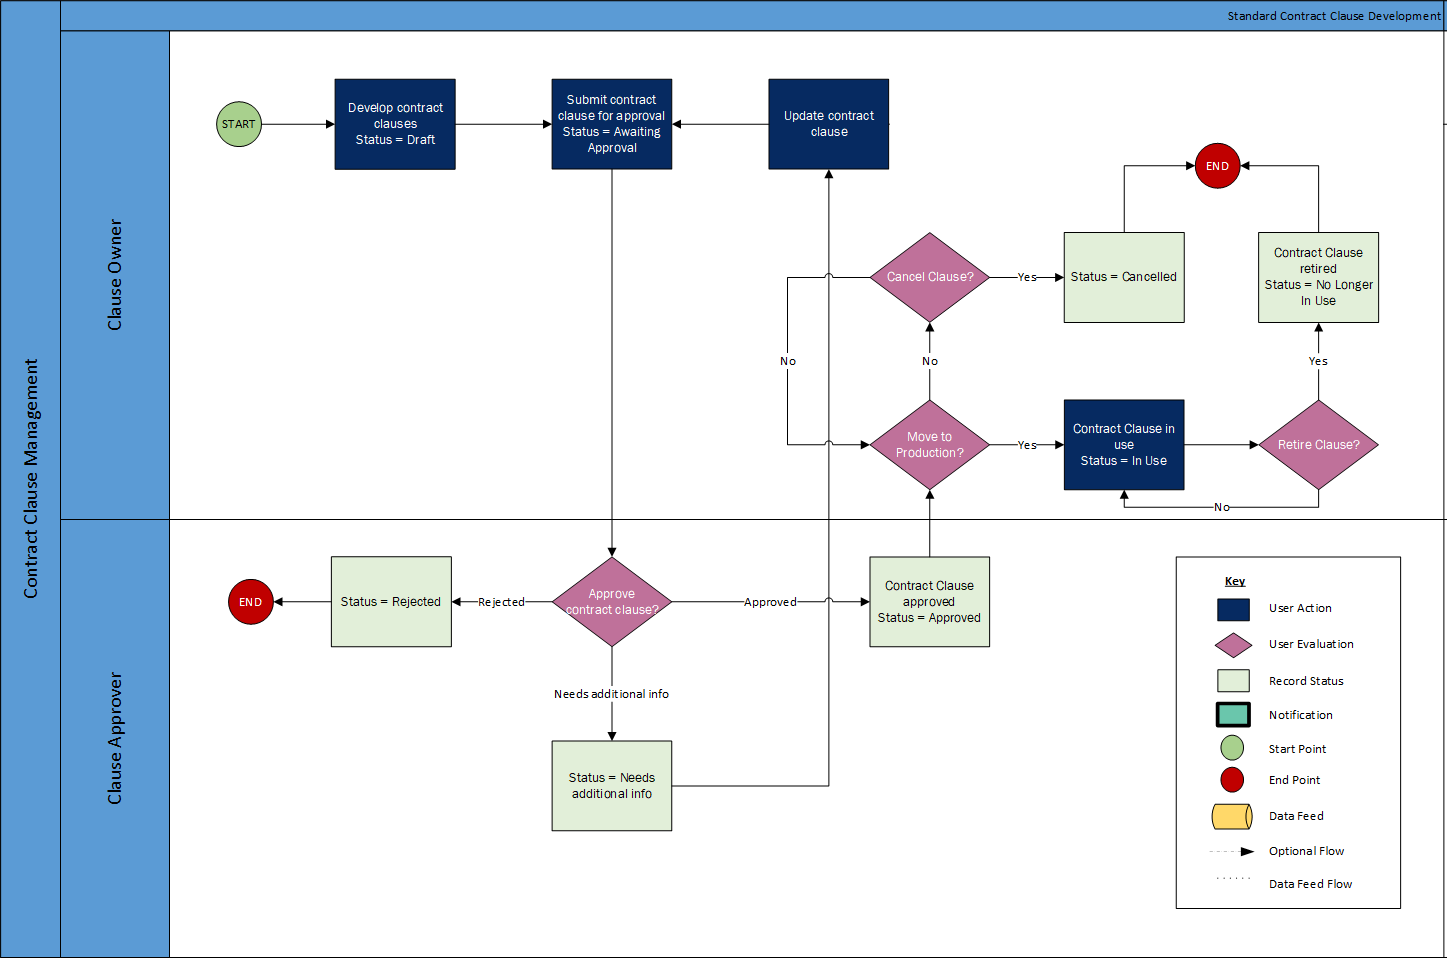 Standard Contract Clause Development
Contract Clause Management
Clause Owner
START
Develop contract
clauses
Status = Draft
Submit contract
clause for approval
Status = Awaiting
Approval
Update contract
clause
END
Cancel Clause?
Yes
Status = Cancelled
Contract Clause
retired
Status = No Longer
In Use
No
No
Yes
Move to
Production?
Yes
Contract Clause in
use
Status = In Use
Retire Clause?
No
Clause Approver
END
Status = Rejected
Rejected
Approve
contract clause?
Approved
Contract Clause
approved
Status = Approved
Needs additional info
Status = Needs
additional info
Key
User Action
User Evaluation
Record Status
Notification
Start Point
End Point
Data Feed
Optional Flow
Data Feed Flow